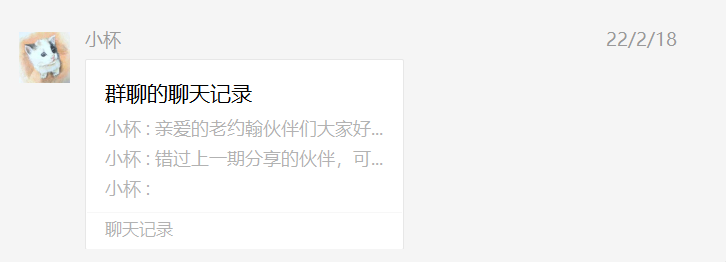 小杯
22/2/18
群聊的聊天记录
小杯 : 亲爱的老约翰伙伴们大家好...
小杯 : 错过上一期分享的伙伴，可...
小杯 :
聊天记录